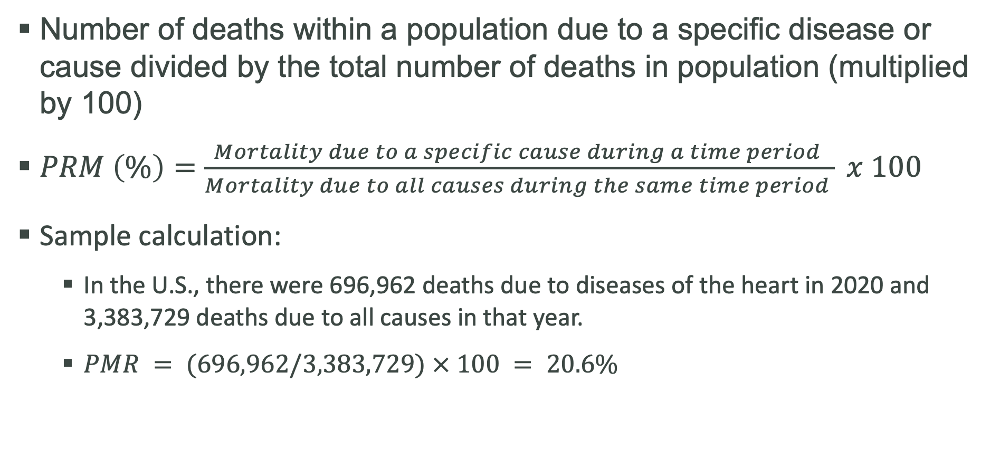 ▪ Number of deaths within a population due to a specific disease or
cause divided by the total number of deaths in population (multiplied
by 100)
▪ PRM (%) = Mortality due to a specific cause during a time period / Mortality due to all causes during the same time period x 100
▪ Sample calculation:
▪ In the U.S., there were 696,962 deaths due to diseases of the heart in 2020 and
3,383,729 deaths due to all causes in that year.
▪ PMR = (696,962/3,383,729) × 100 = 20.6%